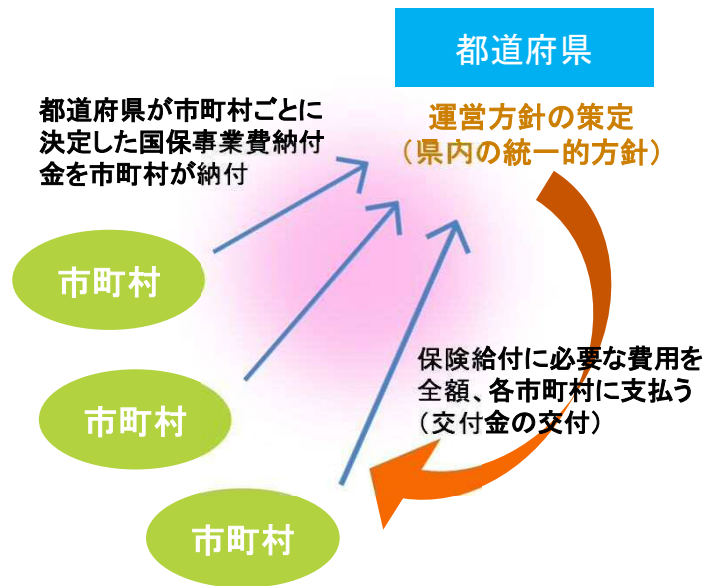 都道府県
都道府県が市町村ごとに
決定した国保事業費納付
金を市町村が納付
運営方針の策定
（県内の統一的方針）
市町村
保険給付に必要な費用を
全額、各市町村に支払う
（交付金の交付）
市町村
市町村